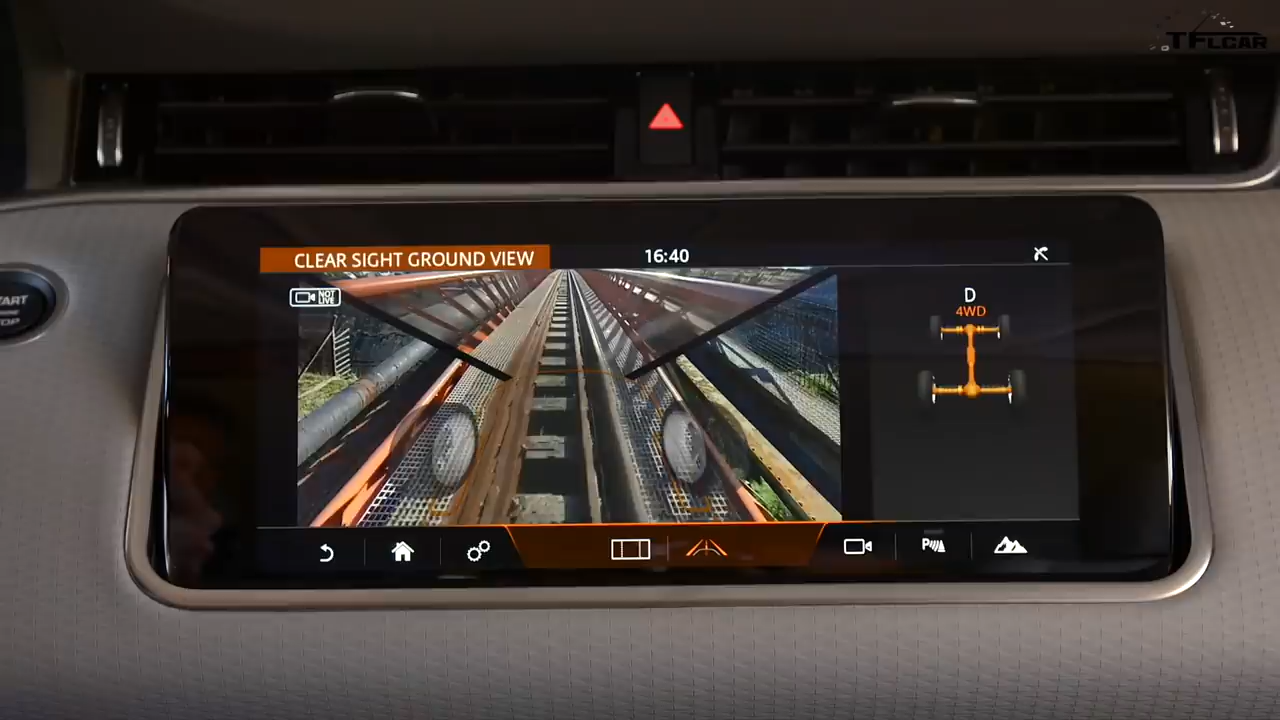 TFLCAR
CLEAR SIGHT GROUND VIEW
16:40
NOT
LIVE
D
4WD
START
STOP
P